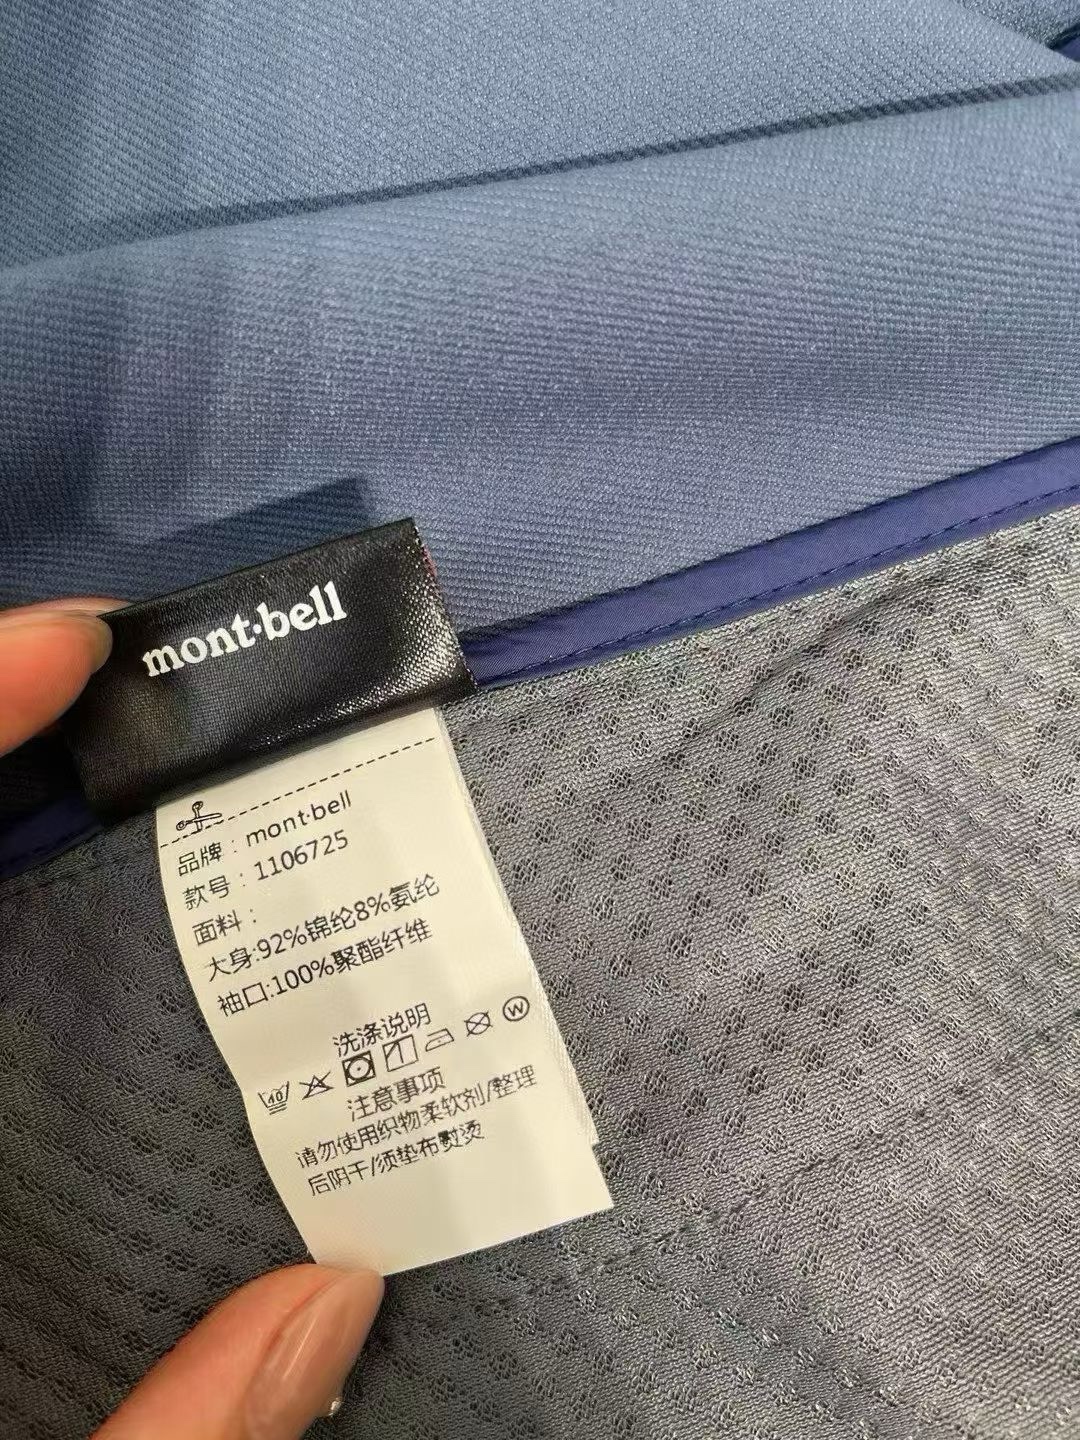 mont·bell
品牌:mont·bell
款号:1106725
面料:
大身:92%锦纶8%氨纶
袖口:100%聚酯纤维
洗涤说明
40 W
注意事项
请勿使用织物柔软剂/整理
后阴干/须垫布熨烫